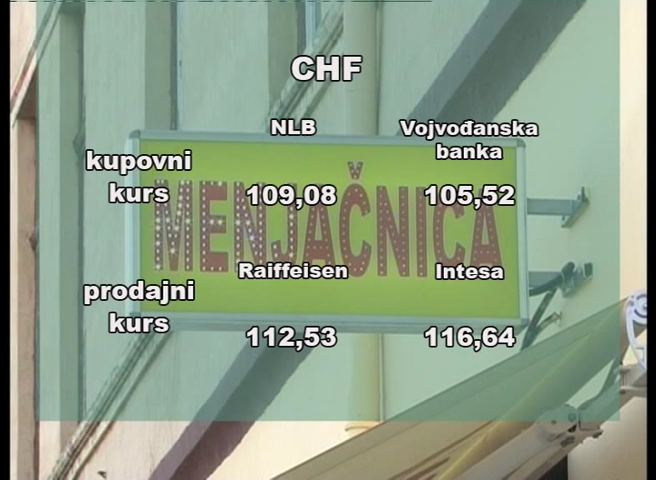 CHF
NLB
Vojvođanska
banka
kupovni
kurs
109,08
105,52
MENJAČNICA
Raiffeisen
Intesa
prodajni
kurs
112,53
116,64